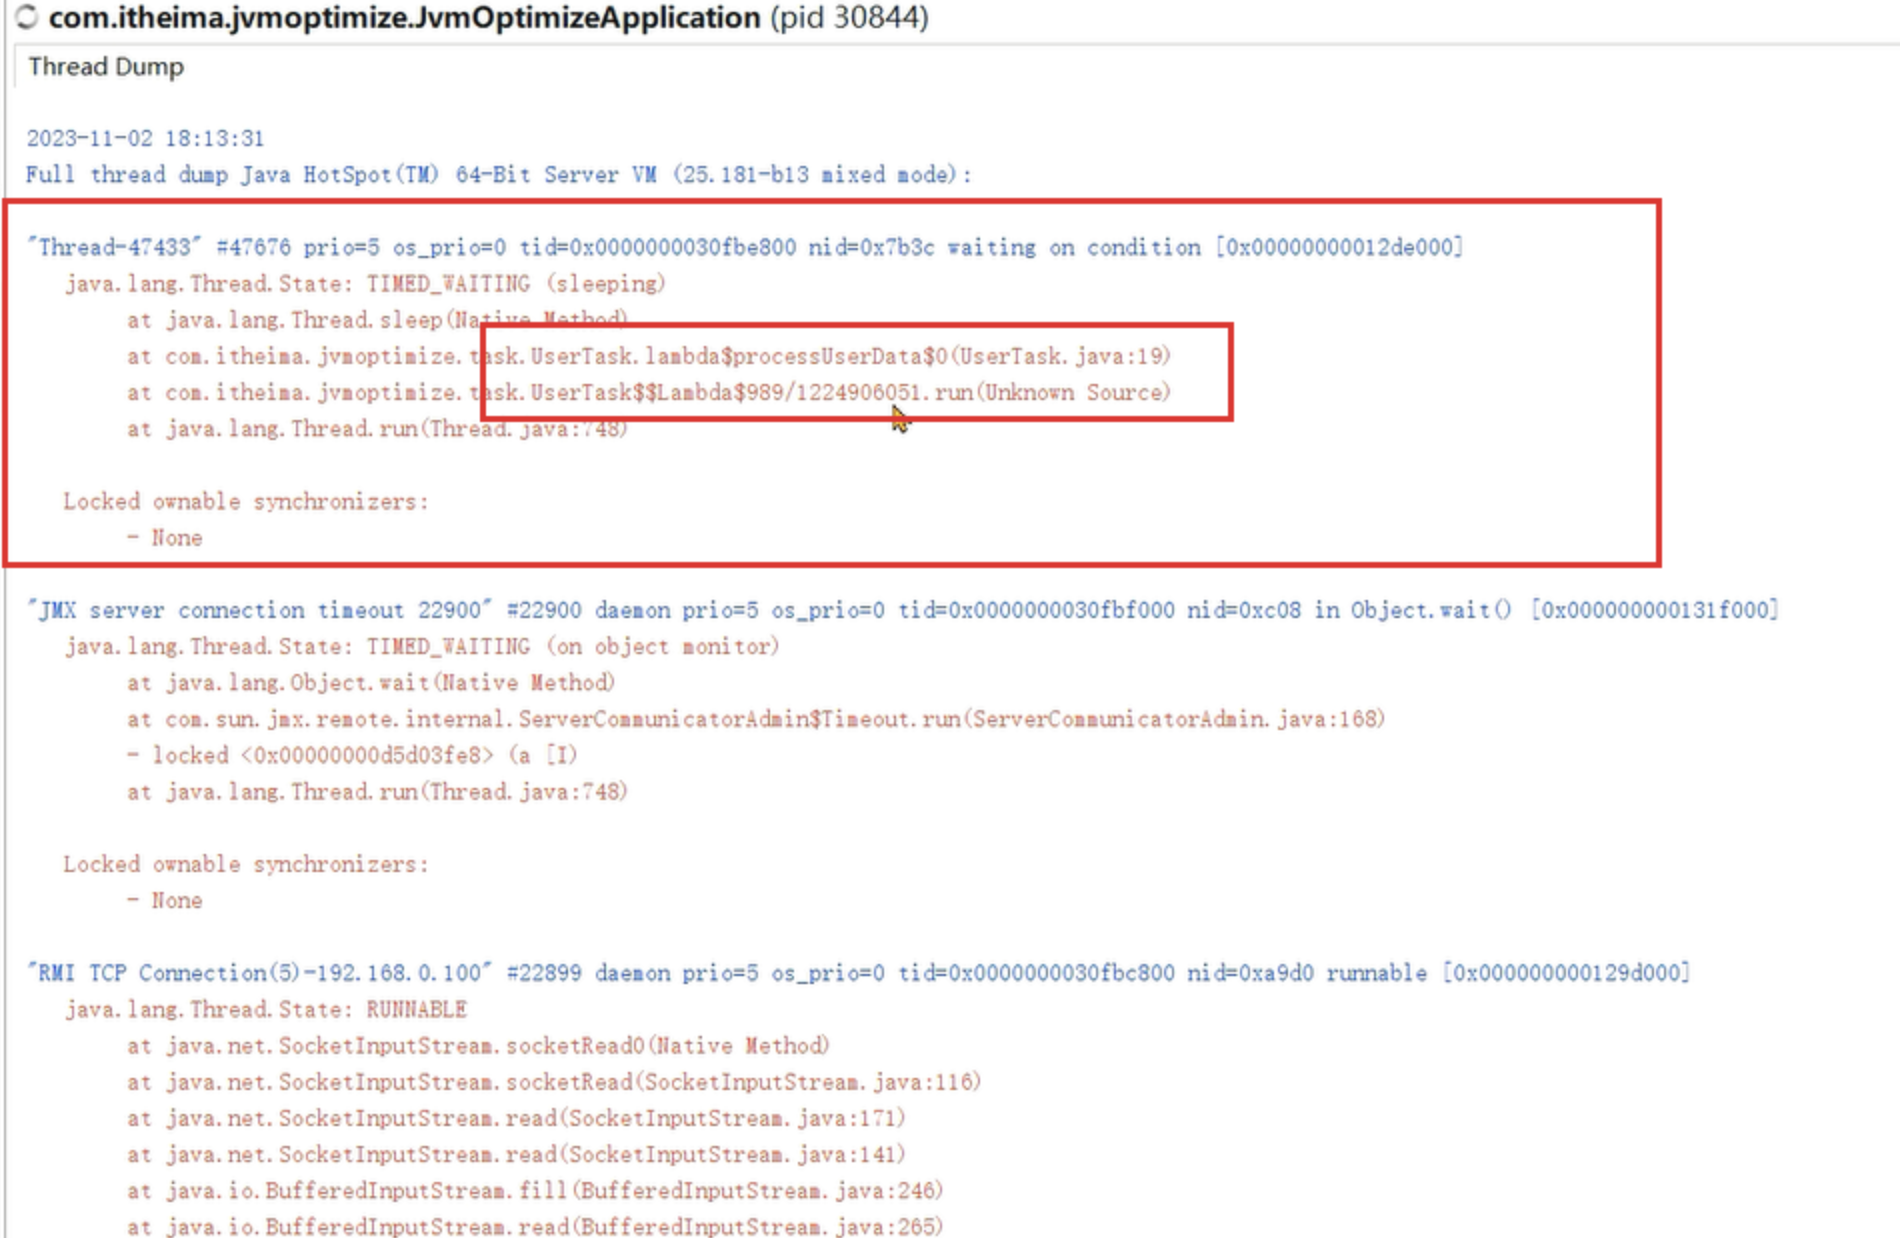 com.itheima.jvmoptimize.JvmOptimizeApplication (pid 30844)
Thread Dump
2023-11-02 18:13:31
Full thread dump Java HotSpot(TM) 64-Bit Server VM (25.181-b13 mixed mode):
"Thread-47433" #47676 prio=5 os_prio=0 tid=0x0000000030fbe800 nid=0x7b3c waiting on condition [0x00000000012de000]
java.lang.Thread.State: TIMED_WAITING (sleeping)
at java.lang.Thread.sleep(Native Method)
at com.itheima.jvmoptimize.task.UserTask.lambda$processUserData$0(UserTask.java:19)
at com.itheima.jvmoptimize.task.UserTask$$Lambda$989/1224906051.run(Unknown Source)
at java.lang.Thread.run(Thread.java:748)
Locked ownable synchronizers:
- None
"JMX server connection timeout 22900" #22900 daemon prio=5 os_prio=0 tid=0x0000000030fbf000 nid=0xc08 in Object.wait() [0x000000000131f000]
java.lang.Thread.State: TIMED_WAITING (on object monitor)
at java.lang.Object.wait(Native Method)
at com.sun.jmx.remote.internal.ServerCommunicatorAdmin$Timeout.run(ServerCommunicatorAdmin.java:168)
- locked <0x00000000d5d03fe8> (a [I)
at java.lang.Thread.run(Thread.java:748)
Locked ownable synchronizers:
- None
"RMI TCP Connection(5)-192.168.0.100" #22899 daemon prio=5 os_prio=0 tid=0x0000000030fbc800 nid=0xa9d0 runnable [0x000000000129d000]
java.lang.Thread.State: RUNNABLE
at java.net.SocketInputStream.socketRead0(Native Method)
at java.net.SocketInputStream.socketRead(SocketInputStream.java:116)
at java.net.SocketInputStream.read(SocketInputStream.java:171)
at java.net.SocketInputStream.read(SocketInputStream.java:141)
at java.io.BufferedInputStream.fill(BufferedInputStream.java:246)
at java.io.BufferedInputStream.read(BufferedInputStream.java:265)